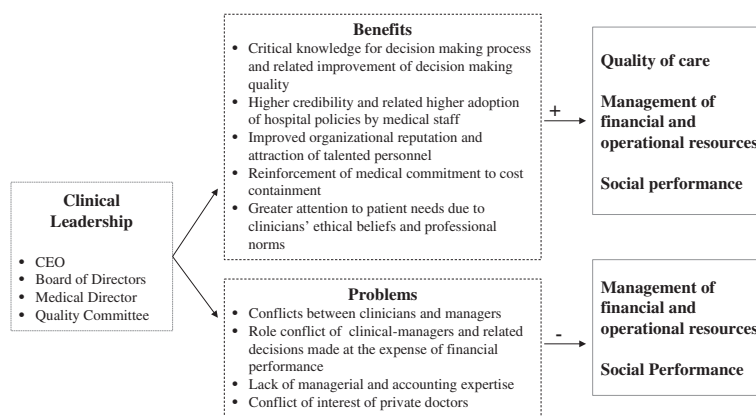 Clinical
Leadership
• CEO
• Board of Directors
• Medical Director
• Quality Committee
Benefits
• Critical knowledge for decision making process
and related improvement of decision making
quality
• Higher credibility and related higher adoption
of hospital policies by medical staff
• Improved organizational reputation and
attraction of talented personnel
• Reinforcement of medical commitment to cost
containment
• Greater attention to patient needs due to
clinicians' ethical beliefs and professional
norms
+
Quality of care
Management of
financial and
operational resources
Social performance
Problems
• Conflicts between clinicians and managers
• Role conflict of clinical-managers and related
decisions made at the expense of financial
performance
• Lack of managerial and accounting expertise
• Conflict of interest of private doctors
-
Management of
financial and
operational resources
Social Performance